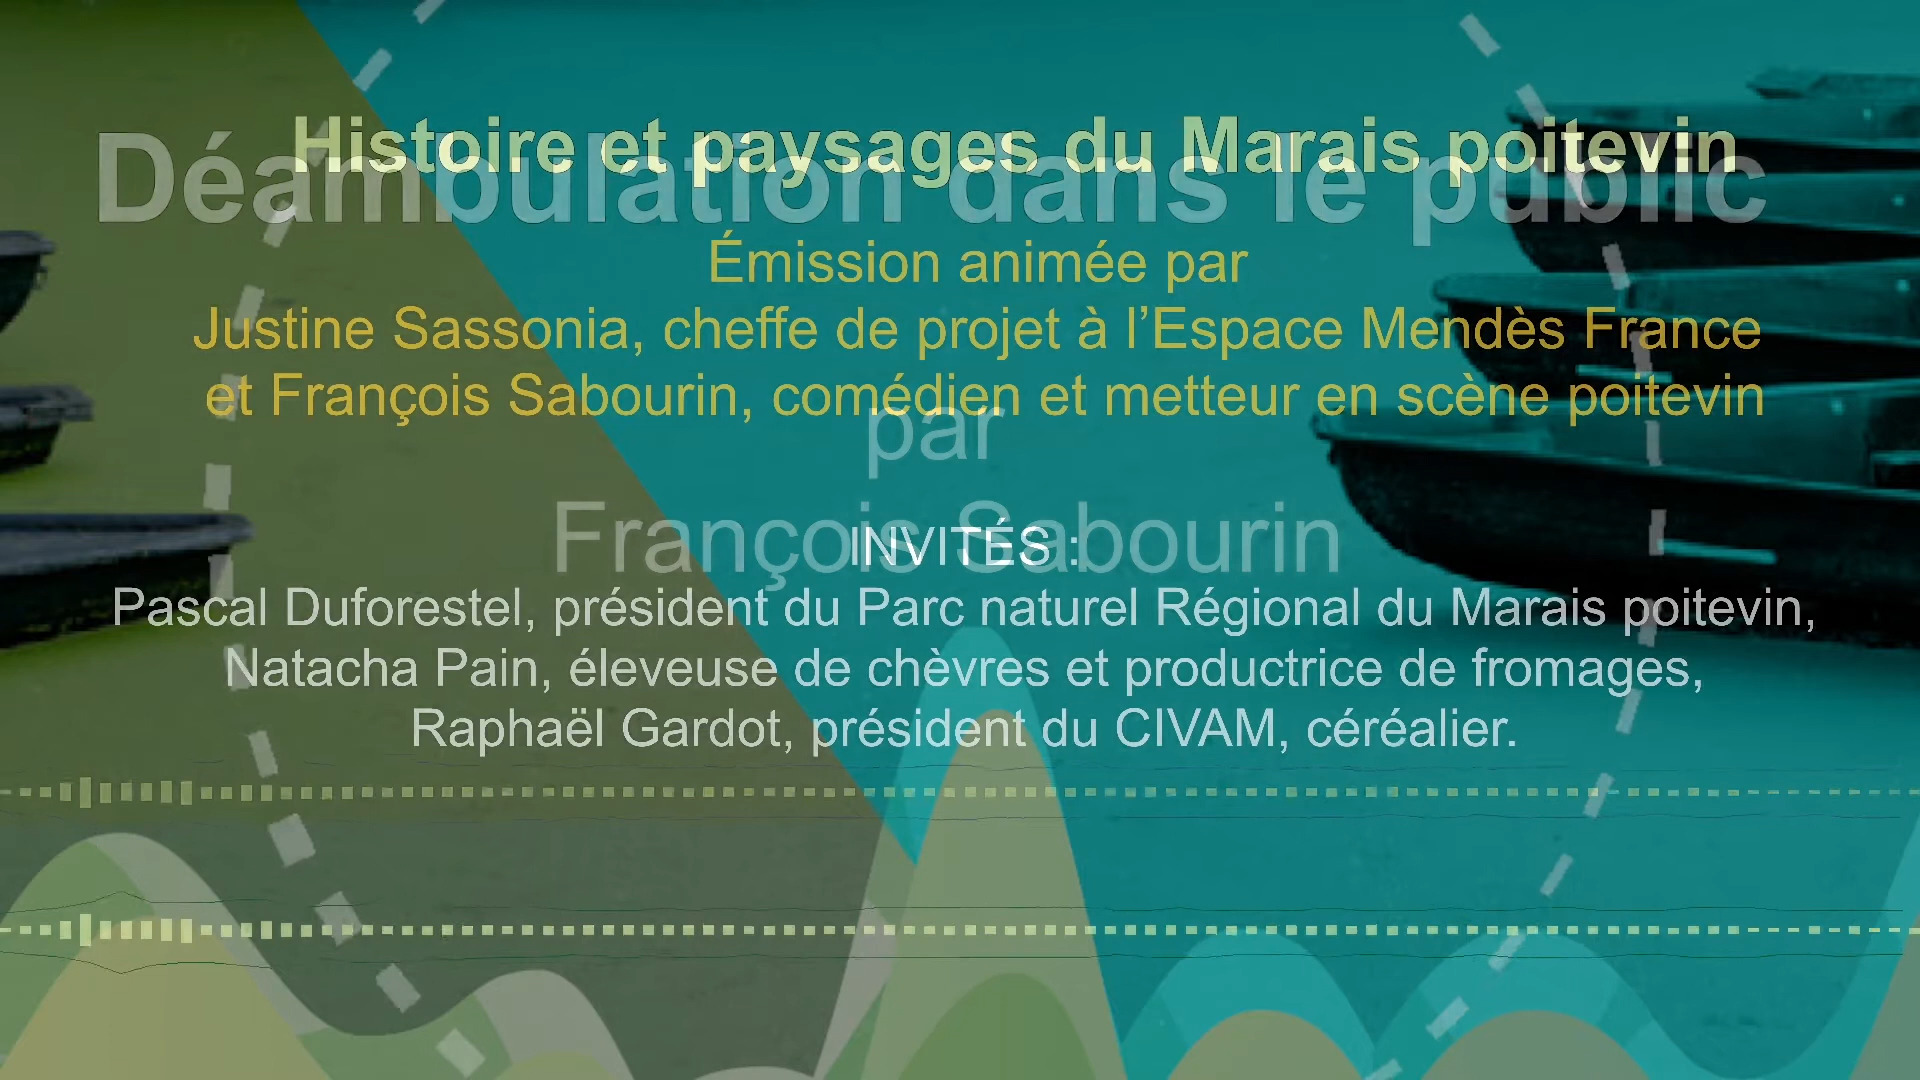 Histoire et paysages du Marais poitevin
Déambulation dans le public
Émission animée par
Justine Sassonia, cheffe de projet à l’Espace Mendès France
et François Sabourin, comédien et metteur en scène poitevin
par
François Sabourin
INVITÉS :
Pascal Duforestel, président du Parc naturel Régional du Marais poitevin,
Natacha Pain, éleveuse de chèvres et productrice de fromages,
Raphaël Gardot, président du CIVAM, céréalier.